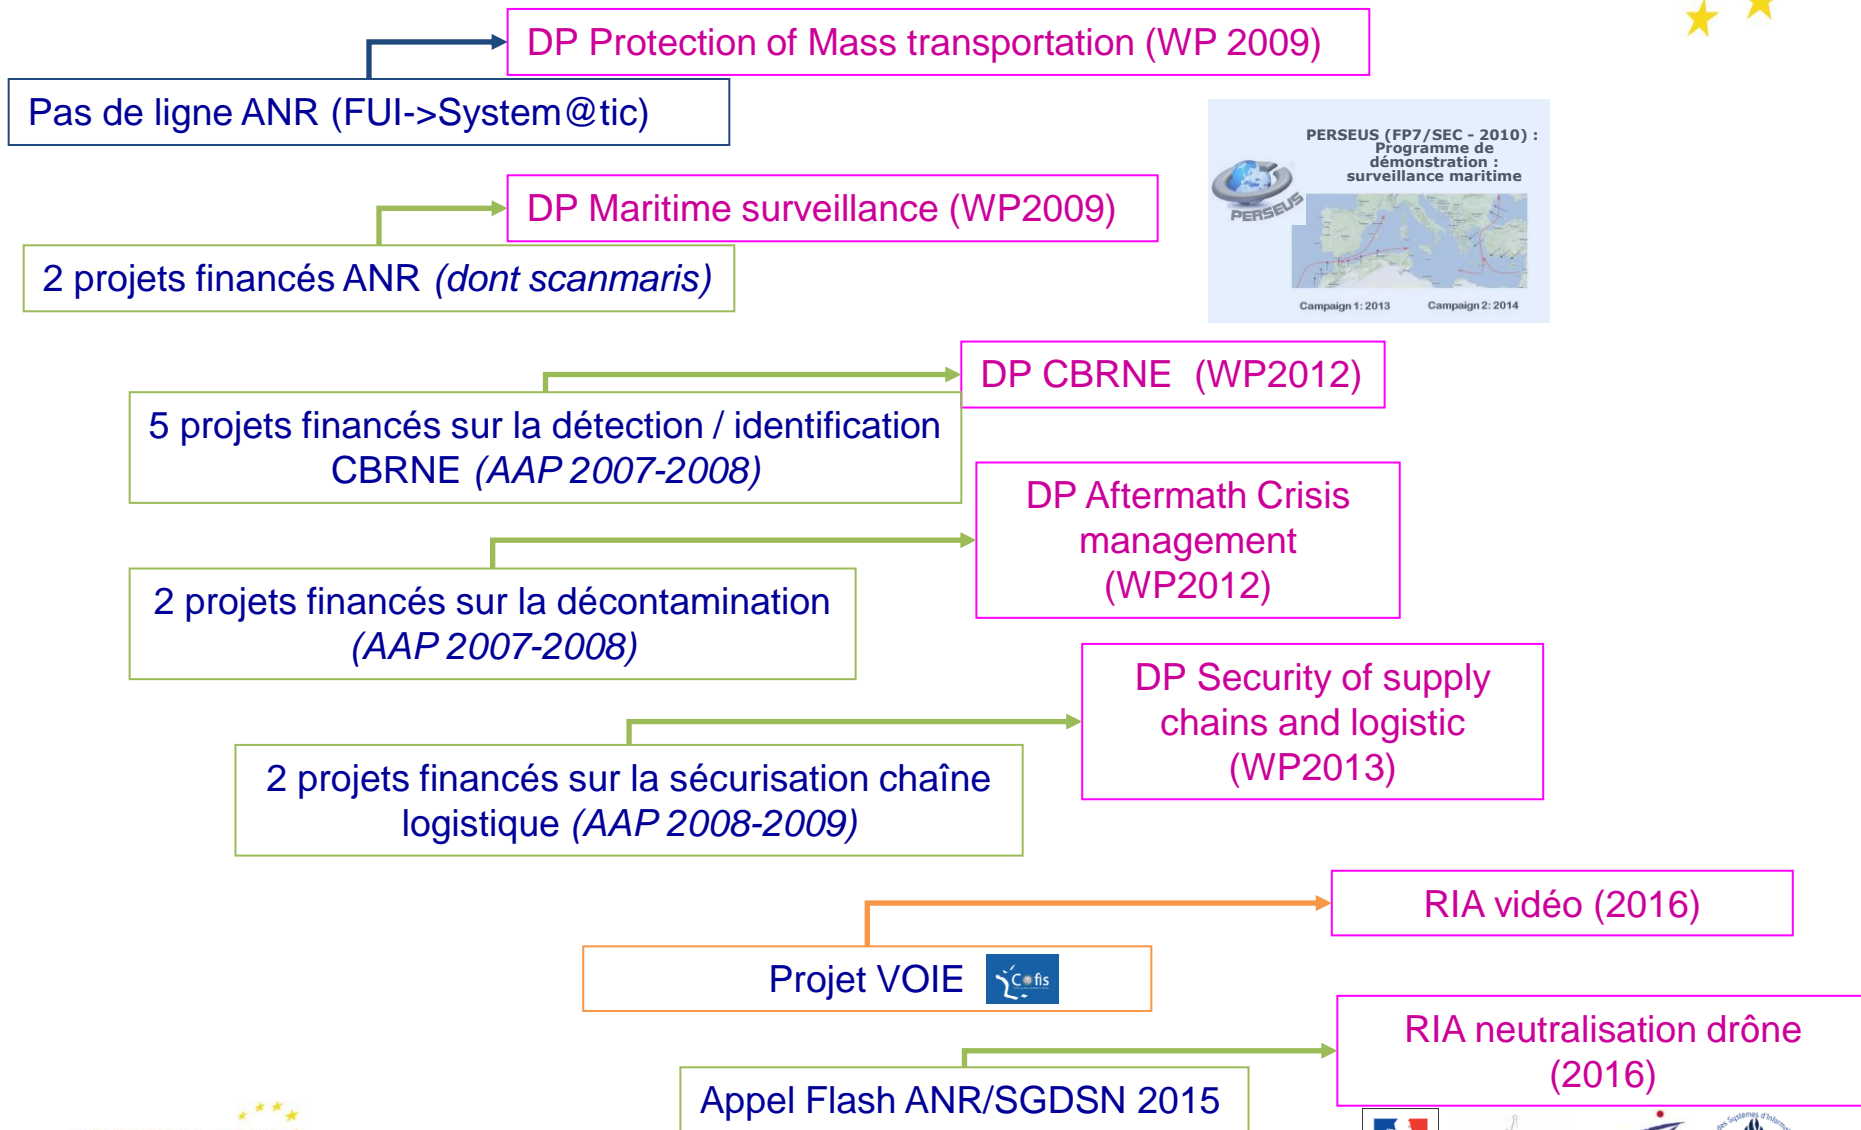 DP Protection of Mass transportation (WP 2009)
Pas de ligne ANR (FUI->System@tic)
PERSEUS (FP7/SEC - 2010) :
Programme de
démonstration :
surveillance maritime
PERSEUS
Campaign 1: 2013 Campaign 2: 2014
DP Maritime surveillance (WP2009)
2 projets financés ANR (dont scanmaris)
DP CBRNE (WP2012)
5 projets financés sur la détection / identification
CBRNE (AAP 2007-2008)
DP Aftermath Crisis
management
(WP2012)
2 projets financés sur la décontamination
(AAP 2007-2008)
DP Security of supply
chains and logistic
(WP2013)
2 projets financés sur la sécurisation chaîne
logistique (AAP 2008-2009)
RIA vidéo (2016)
Projet VOIE Cofis
RIA neutralisation drône
(2016)
Appel Flash ANR/SGDSN 2015
des Systèmes